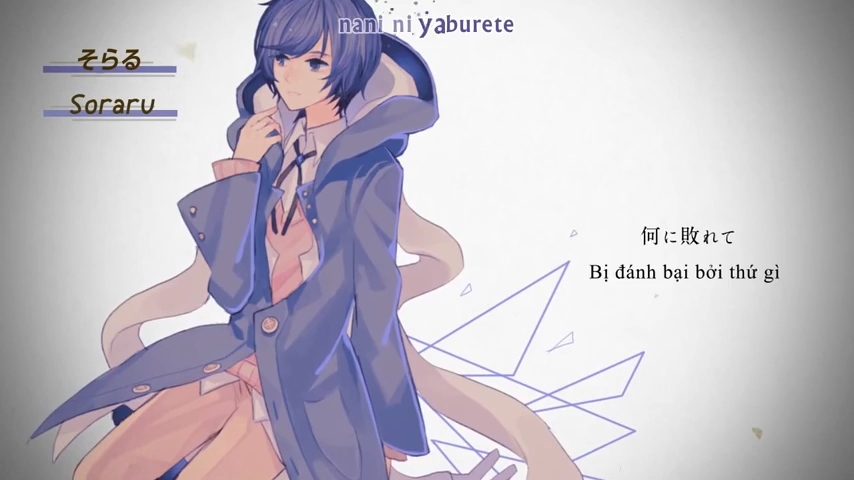 nani ni yaburete
そらる
Soraru
何に敗れて
Bị đánh bại bởi thứ gì